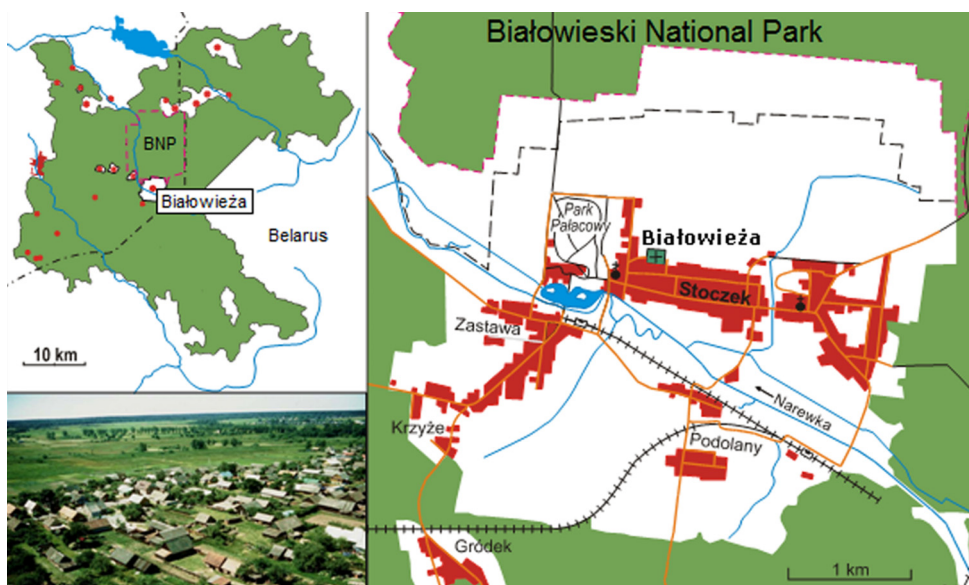 BNP
Białowieża
Belarus
10 km
Białowieski National Park
Park
Pałacowy
Białowieża
Stoczek
Zastawa
Narewka
Krzyże
Podolany
Gródek
1 km